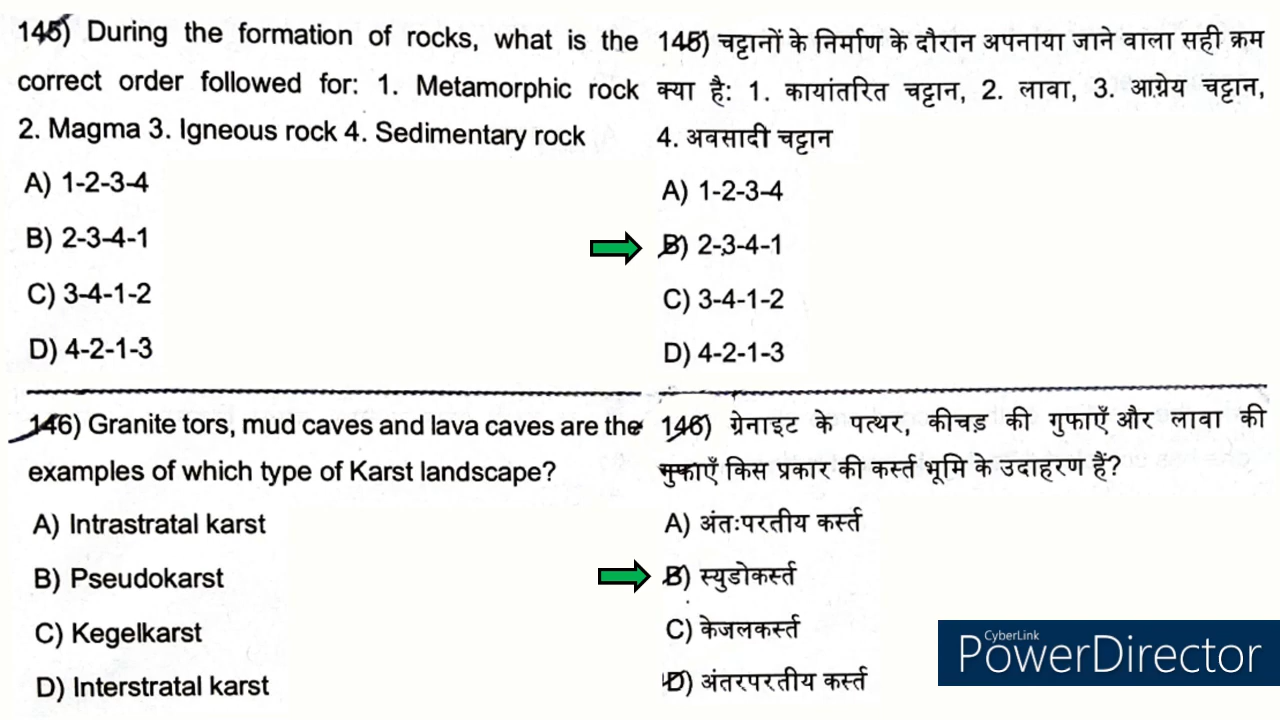 145) During the formation of rocks, what is the
correct order followed for: 1. Metamorphic rock
2. Magma 3. Igneous rock 4. Sedimentary rock
A) 1-2-3-4
B) 2-3-4-1
C) 3-4-1-2
D) 4-2-1-3
146) Granite tors, mud caves and lava caves are the
examples of which type of Karst landscape?
A) Intrastratal karst
B) Pseudokarst
C) Kegelkarst
D) Interstratal karst
145) चट्टानों के निर्माण के दौरान अपनाया जाने वाला सही क्रम
क्या है: 1. कायांतरित चट्टान, 2. लावा, 3. आग्नेय चट्टान,
4. अवसादी चट्टान
A) 1-2-3-4
B) 2-3-4-1
C) 3-4-1-2
D) 4-2-1-3
146) ग्रेनाइट के पत्थर, कीचड़ की गुफाएँ और लावा की
गुफाएँ किस प्रकार की कर्स्त भूमि के उदाहरण हैं?
A) अंतःपरतीय कर्स्त
B) स्युडोकर्स्त
C) केजलकर्स्त
D) अंतरपरतीय कर्स्त
CyberLink
PowerDirector